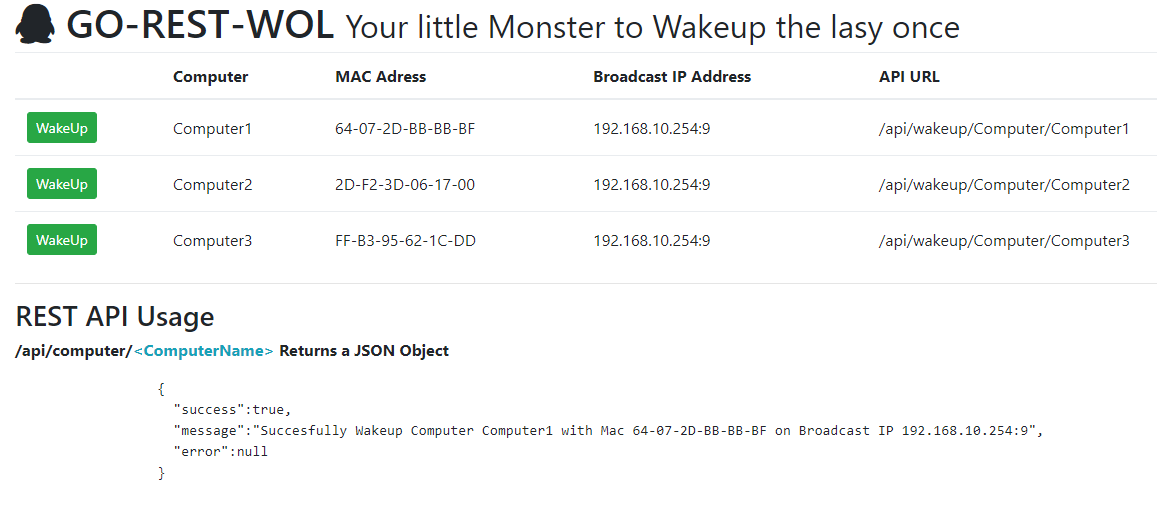 GO-REST-WOL Your little Monster to Wakeup the lasy once
Computer MAC Adress Broadcast IP Address API URL
WakeUp Computer1 64-07-2D-BB-BB-BF 192.168.10.254:9 /api/wakeup/Computer/Computer1
WakeUp Computer2 2D-F2-3D-06-17-00 192.168.10.254:9 /api/wakeup/Computer/Computer2
WakeUp Computer3 FF-B3-95-62-1C-DD 192.168.10.254:9 /api/wakeup/Computer/Computer3
REST API Usage
/api/computer/<ComputerName> Returns a JSON Object
{
"success":true,
"message":"Succesfully Wakeup Computer Computer1 with Mac 64-07-2D-BB-BB-BF on Broadcast IP 192.168.10.254:9",
"error":null
}